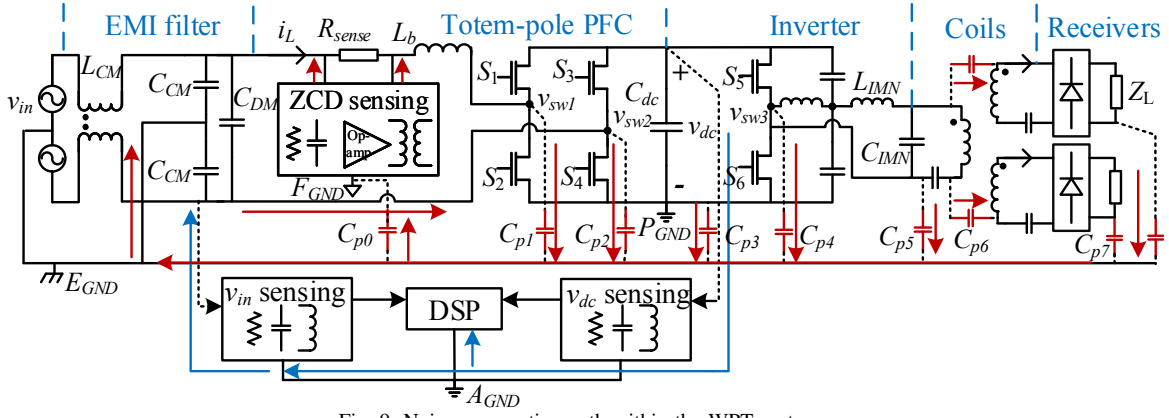 EMI filter Totem-pole PFC Inverter Coils Receivers
i_L R_sense L_b
L_CM C_CM C_DM
v_in
ZCD sensing
Op-amp
C_CM
F_GND
S_1 S_3
v_sw1 v_sw2
S_2 S_4
C_dc + v_dc -
S_5 v_sw3 S_6
L_IMN
C_IMN
Z_L
P_GND
C_p0 C_p1 C_p2 C_p3 C_p4 C_p5 C_p6 C_p7
E_GND
v_in sensing DSP v_dc sensing
A_GND